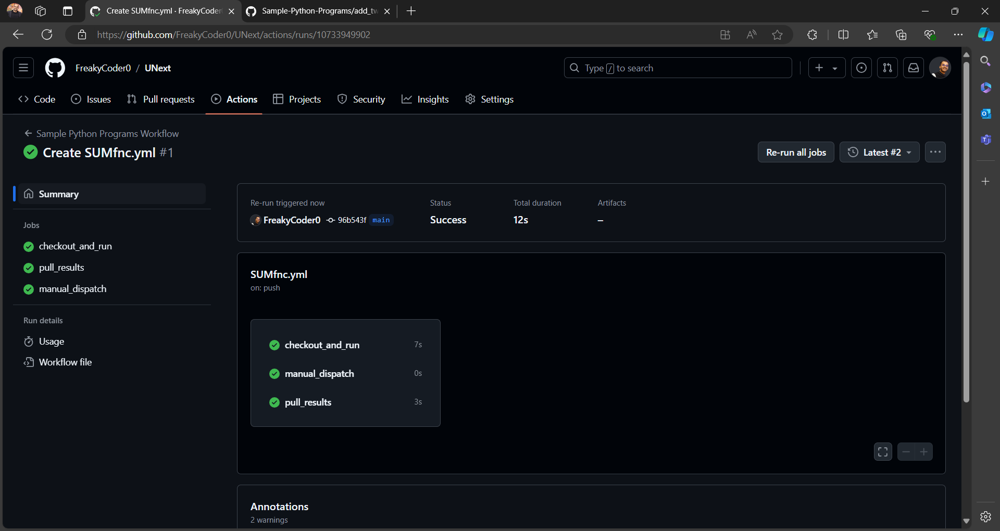 Create SUMfnc.yml · FreakyCoder
Sample-Python-Programs/add_tw
https://github.com/FreakyCoder0/UNext/actions/runs/10733949902
FreakyCoder0 / UNext
Type / to search
Code
Issues
Pull requests
Actions
Projects
Security
Insights
Settings
Sample Python Programs Workflow
Create SUMfnc.yml #1
Re-run all jobs
Latest #2
Summary
Jobs
checkout_and_run
pull_results
manual_dispatch
Run details
Usage
Workflow file
Re-run triggered now
FreakyCoder0 96b543f main
Status
Success
Total duration
12s
Artifacts
–
SUMfnc.yml
on: push
checkout_and_run 7s
manual_dispatch 0s
pull_results 3s
Annotations
2 warnings